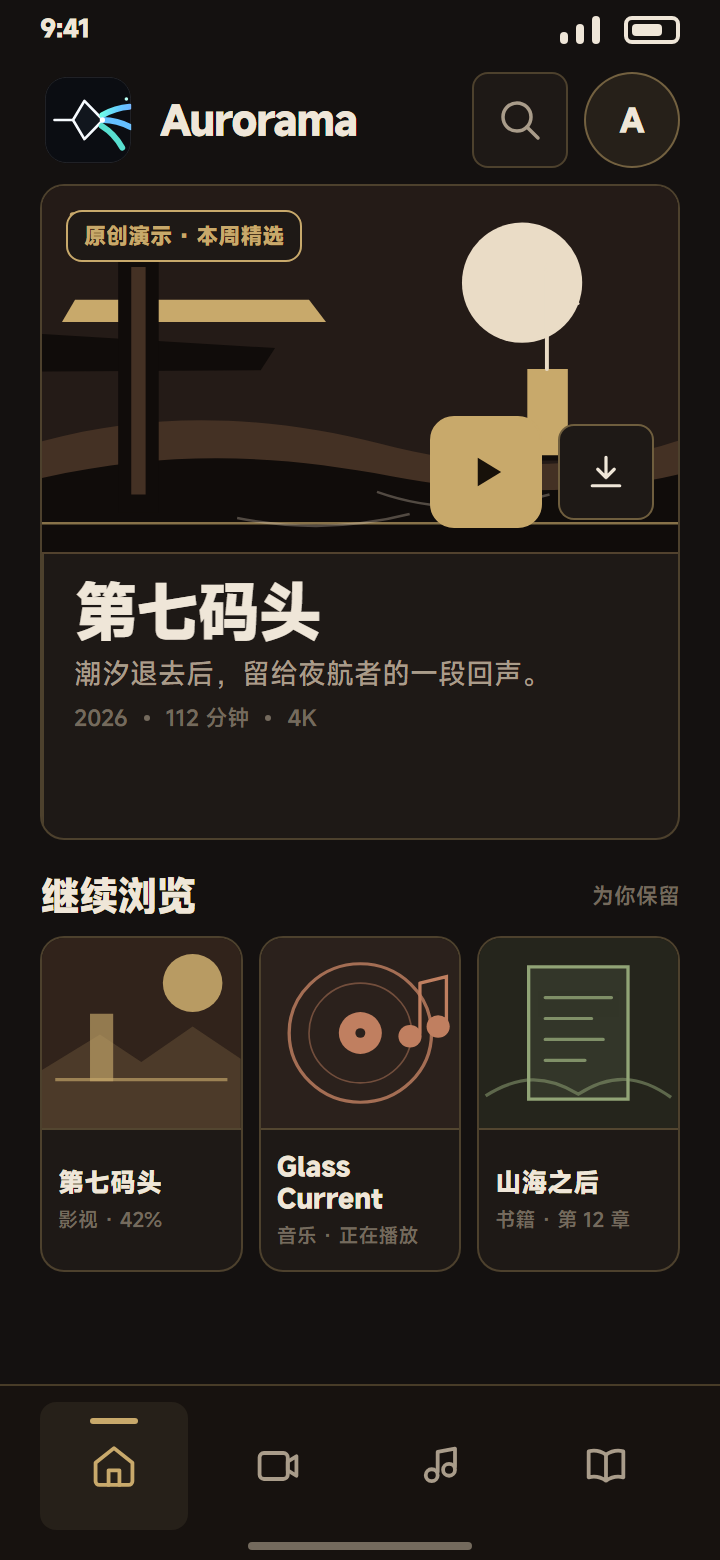 9:41
Aurorama
A
原创演示 · 本周精选
第七码头
潮汐退去后，留给夜航者的一段回声。
2026 • 112 分钟 • 4K
继续浏览
为你保留
第七码头
影视 · 42%
Glass
Current
音乐 · 正在播放
山海之后
书籍 · 第 12 章